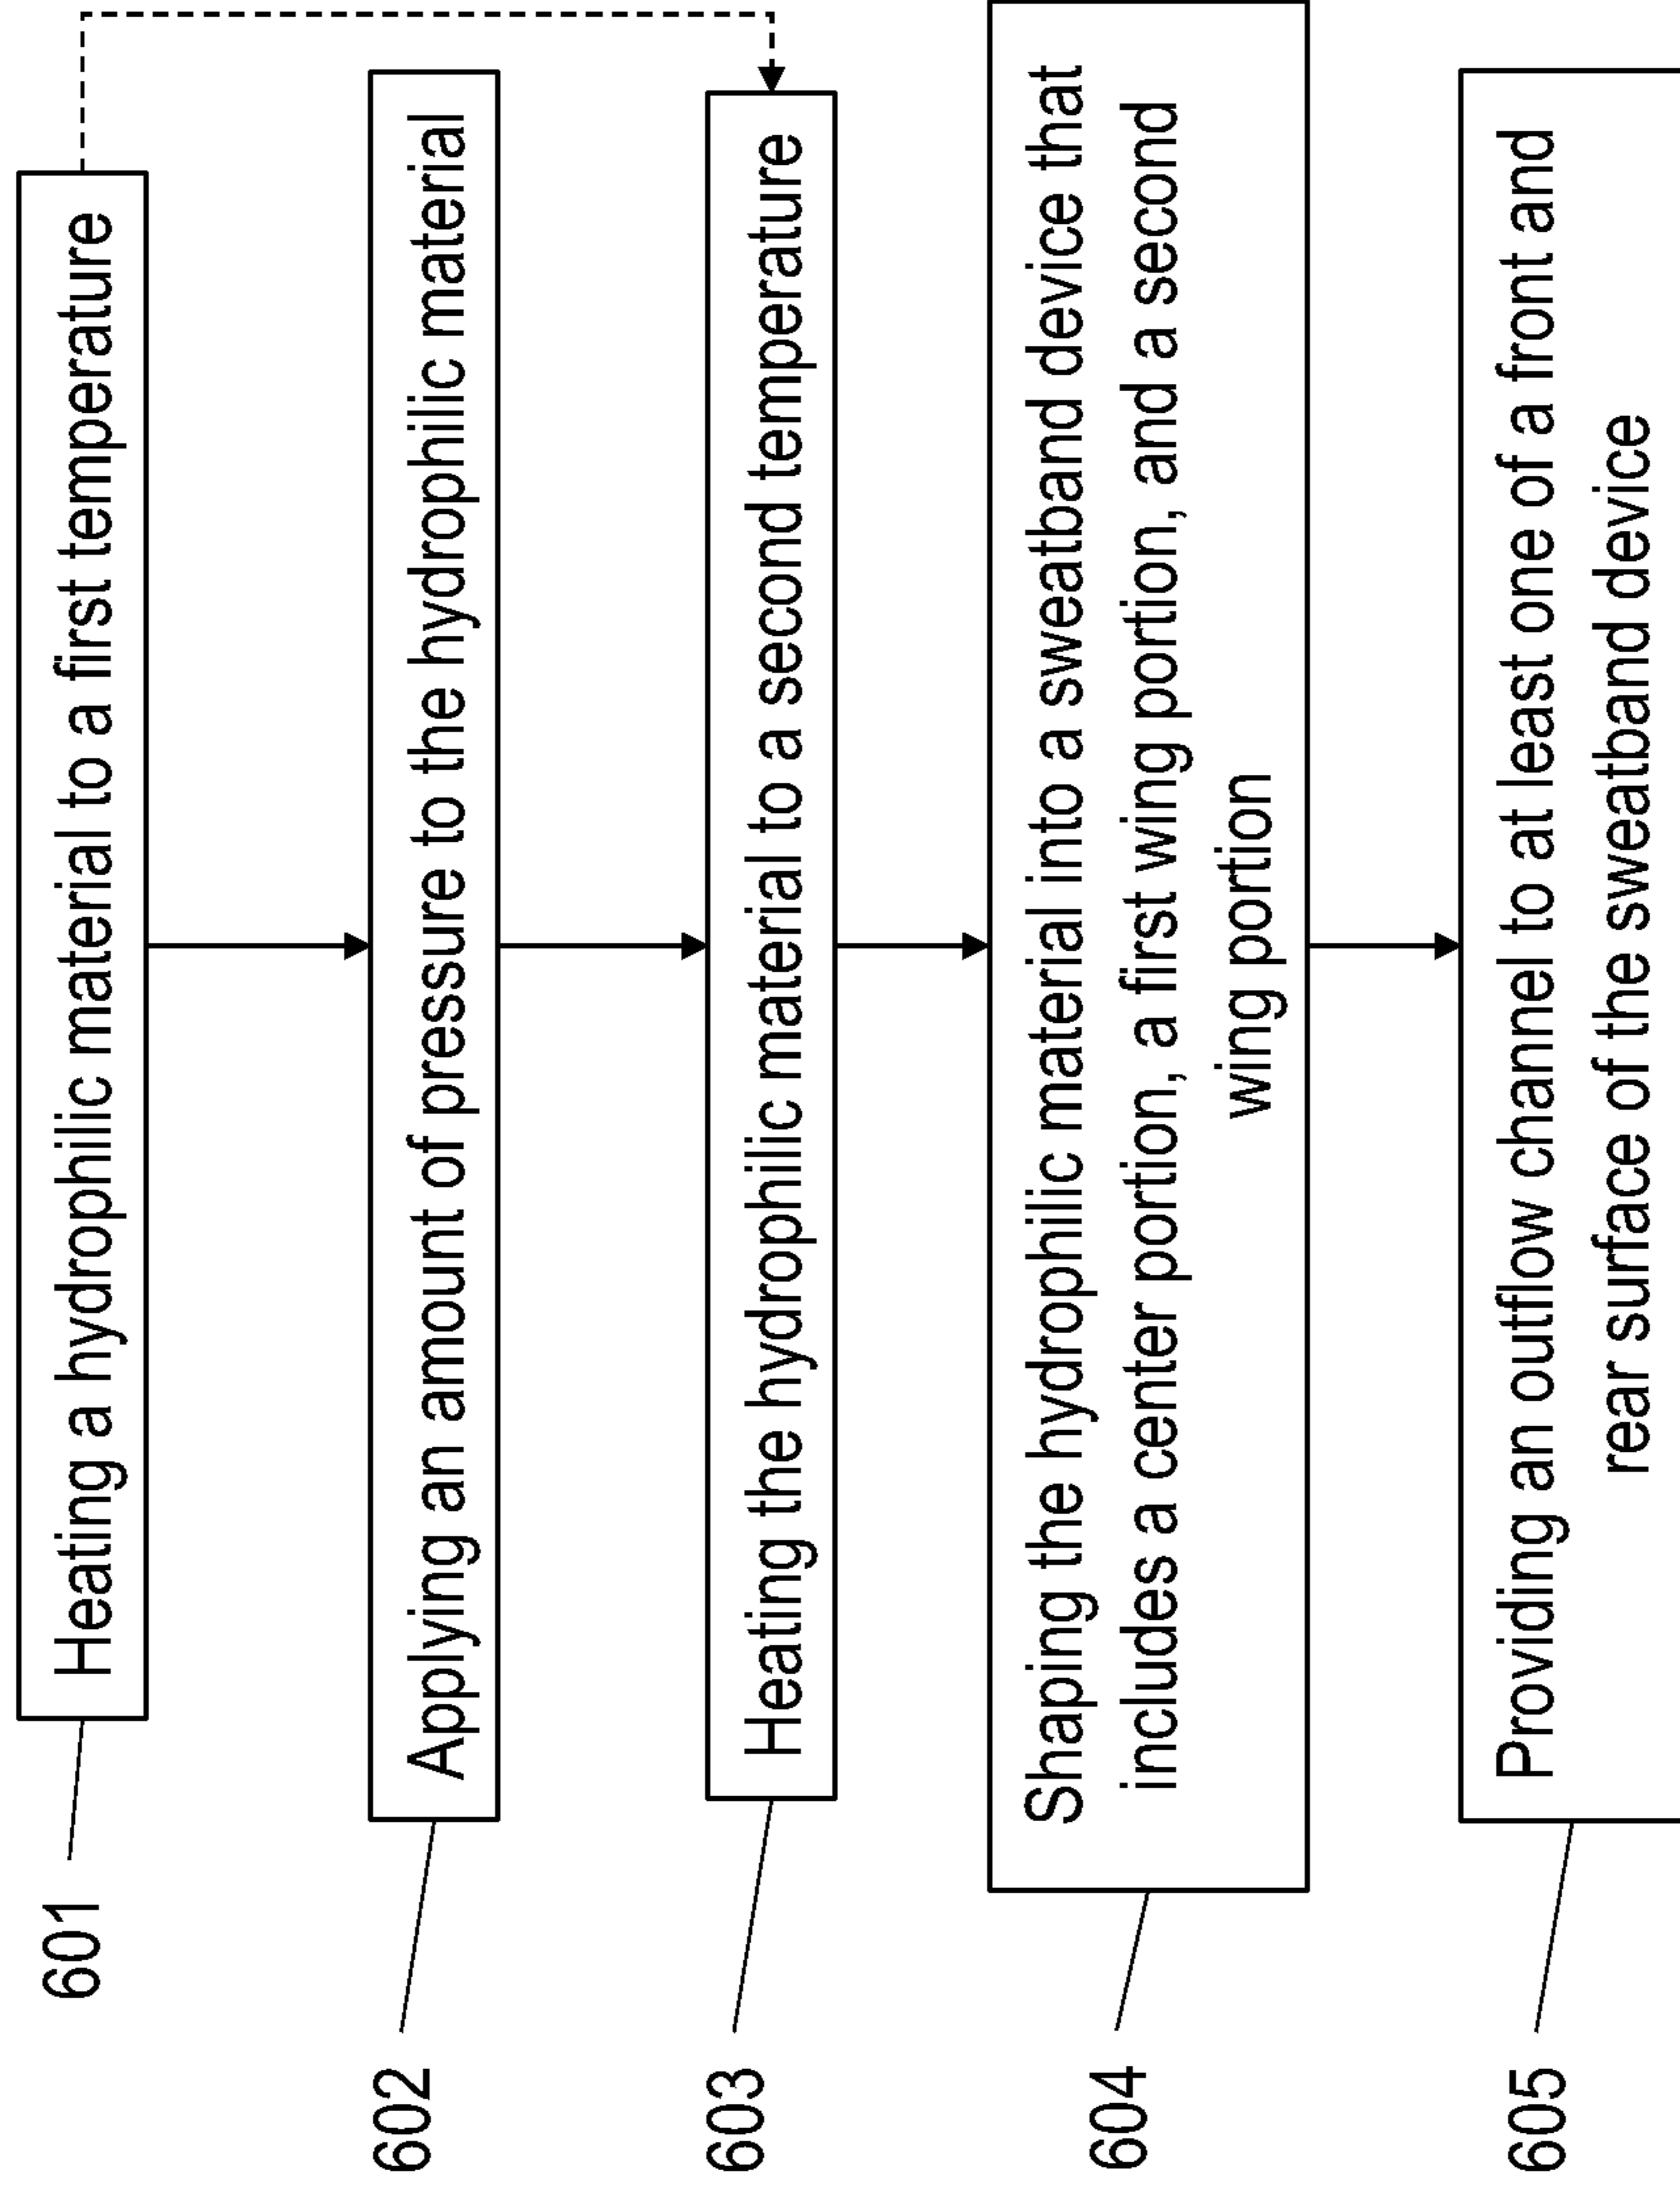 601
Heating a hydrophilic material to a first temperature
602
Applying an amount of pressure to the hydrophilic material
603
Heating the hydrophilic material to a second temperature
604
Shaping the hydrophilic material into a sweatband device that
includes a center portion, a first wing portion, and a second
wing portion
605
Providing an outflow channel to at least one of a front and
rear surface of the sweatband device